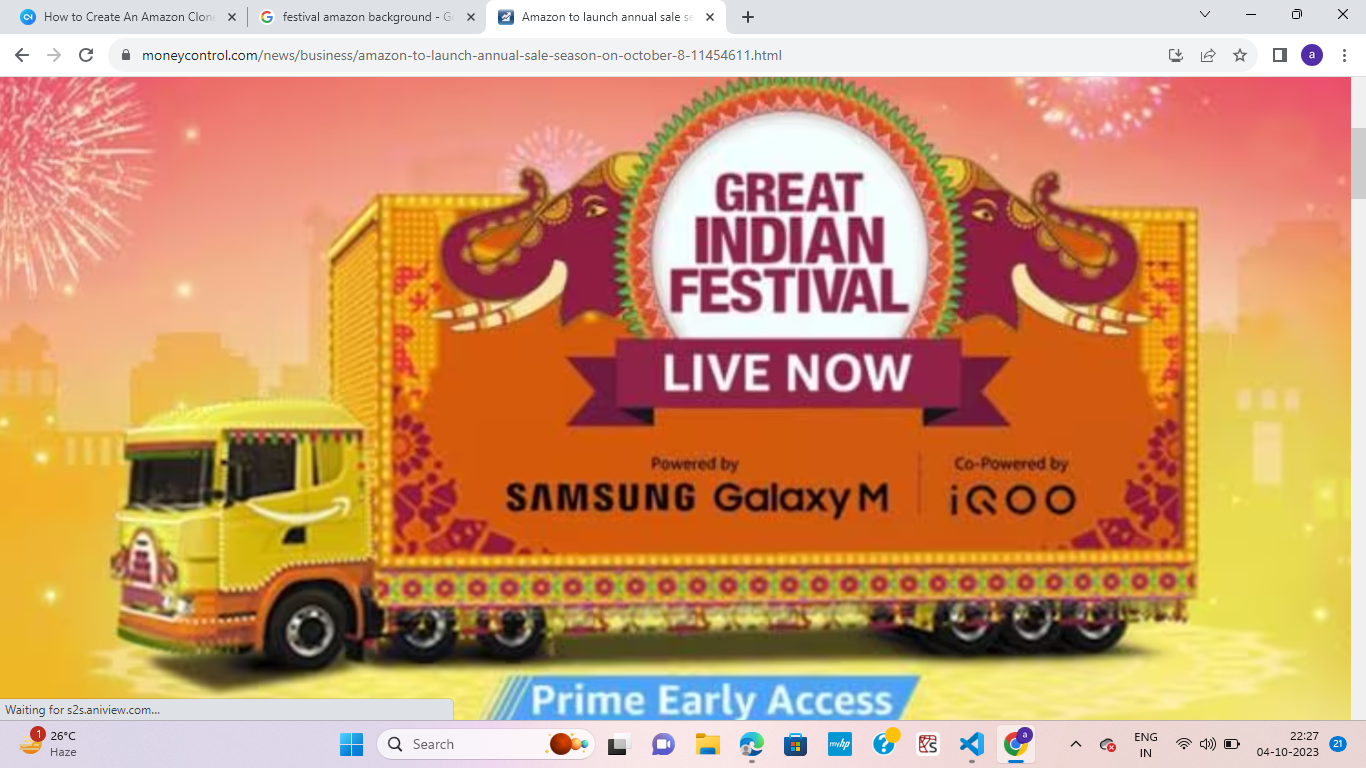 How to Create An Amazon Clone
festival amazon background - G
Amazon to launch annual sale se
moneycontrol.com/news/business/amazon-to-launch-annual-sale-season-on-october-8-11454611.html
a
GREAT
INDIAN
FESTIVAL
LIVE NOW
Powered by
SAMSUNG Galaxy M
Co-Powered by
iQOO
Prime Early Access
Waiting for s2s.aniview.com...
1
26°C
Haze
Search
myhp
a
ENG
IN
22:27
04-10-2023
21